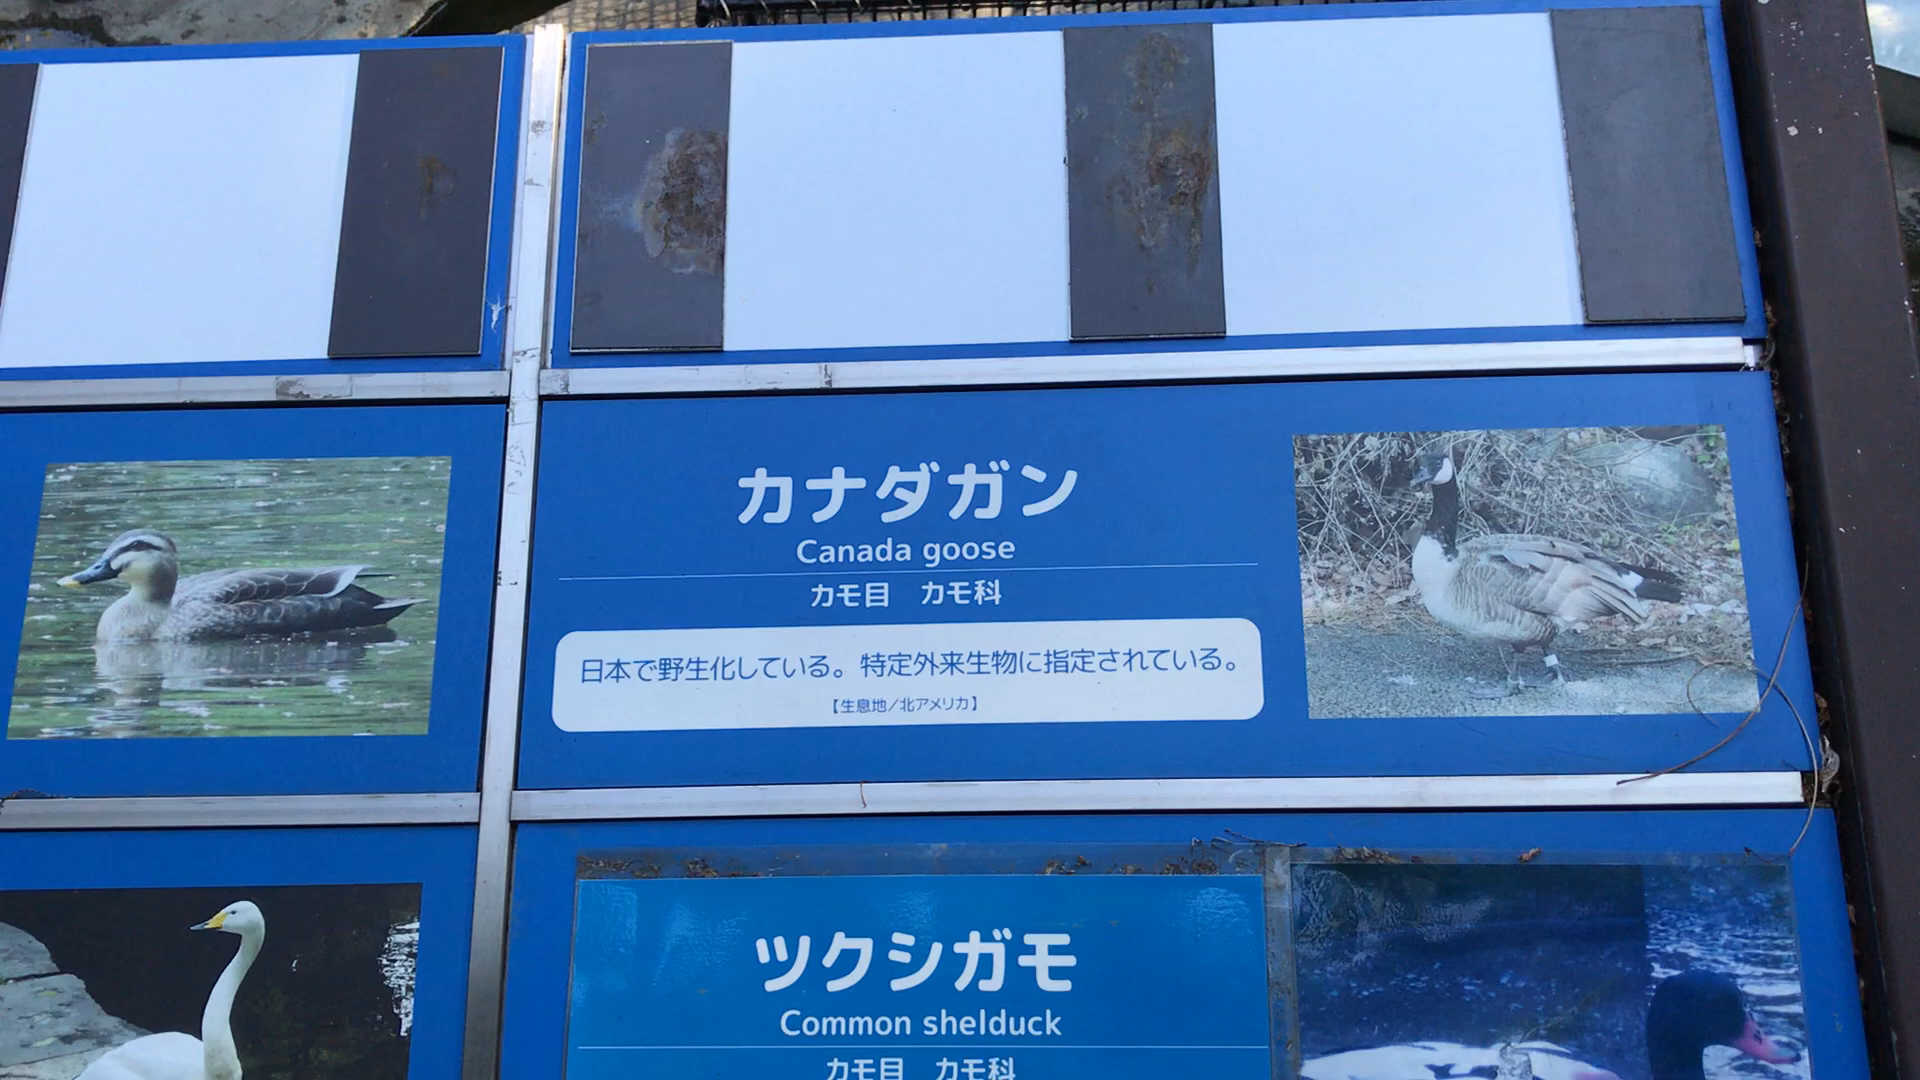 カナダガン
Canada goose
カモ目　カモ科
日本で野生化している。特定外来生物に指定されている。
【生息地／北アメリカ】
ツクシガモ
Common shelduck
カモ目　カモ科